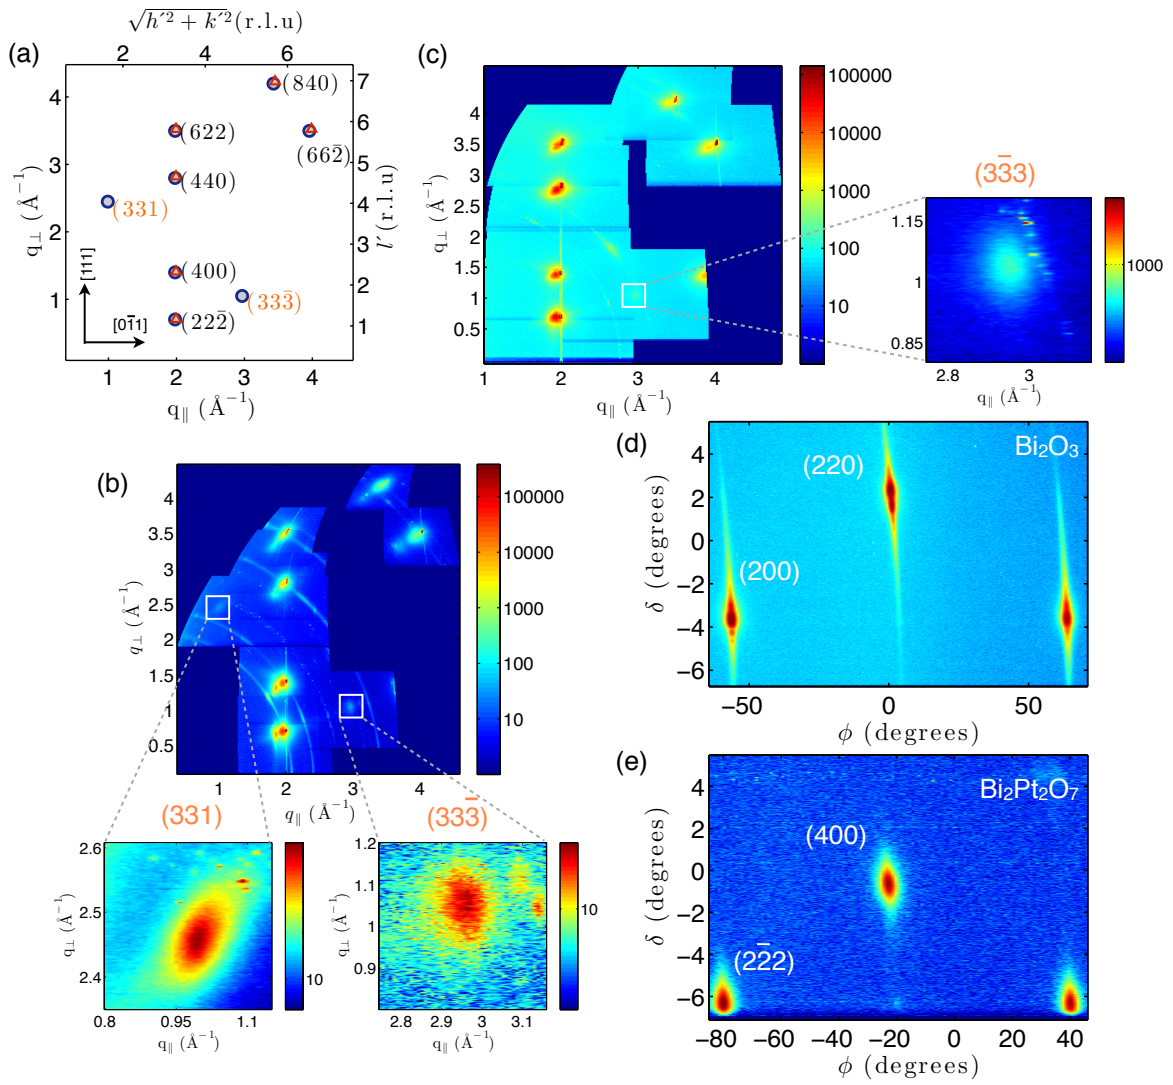 (a)
√h´² + k´² (r.l.u)
2 4 6
(840)
(622)
(662̅)
(440)
(331)
(400)
(333̅)
(222̅)
[111]
[01̅1]
4
3
2
1
q⊥ (Å⁻¹)
7
6
5
4
3
2
1
l′ (r.l.u)
1 2 3 4
q∥ (Å⁻¹)
(c)
4
3.5
3
2.5
2
1.5
1
0.5
q⊥ (Å⁻¹)
1 2 3 4
q∥ (Å⁻¹)
100000
10000
1000
100
10
(33̅3)
1.15
1
0.85
2.8 3
q∥ (Å⁻¹)
1000
(b)
4
3.5
3
2.5
2
1.5
1
0.5
q⊥ (Å⁻¹)
1 2 3 4
q∥ (Å⁻¹)
100000
10000
1000
100
10
(331)
2.6
2.5
2.4
q⊥ (Å⁻¹)
0.8 0.95 1.1
q∥ (Å⁻¹)
10
(333̅)
1.2
1.1
1
0.9
0.8
q⊥ (Å⁻¹)
2.8 2.9 3 3.1
q∥ (Å⁻¹)
10
(d)
Bi₂O₃
(220)
(200)
4
2
0
−2
−4
−6
δ (degrees)
−50 0 50
ϕ (degrees)
(e)
Bi₂Pt₂O₇
(400)
(22̅2)
4
2
0
−2
−4
−6
δ (degrees)
−80 −60 −40 −20 0 20 40
ϕ (degrees)